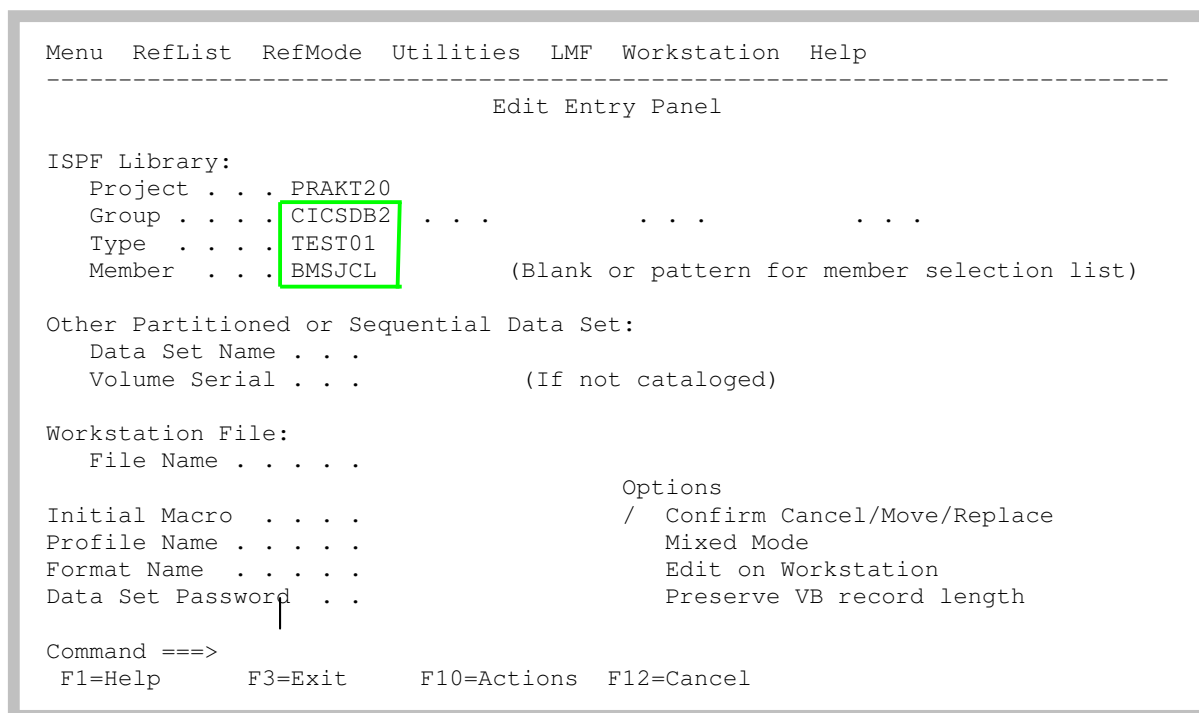 Menu RefList RefMode Utilities LMF Workstation Help
-------------------------------------------------------------------------------
Edit Entry Panel
ISPF Library:
Project . . . PRAKT20
Group . . . . CICSDB2 . . . . . . . . .
Type . . . . TEST01
Member . . . BMSJCL (Blank or pattern for member selection list)
Other Partitioned or Sequential Data Set:
Data Set Name . . .
Volume Serial . . . (If not cataloged)
Workstation File:
File Name . . . . .
Options
Initial Macro . . . . / Confirm Cancel/Move/Replace
Profile Name . . . . . Mixed Mode
Format Name . . . . . Edit on Workstation
Data Set Password . . Preserve VB record length
Command ===>
F1=Help F3=Exit F10=Actions F12=Cancel